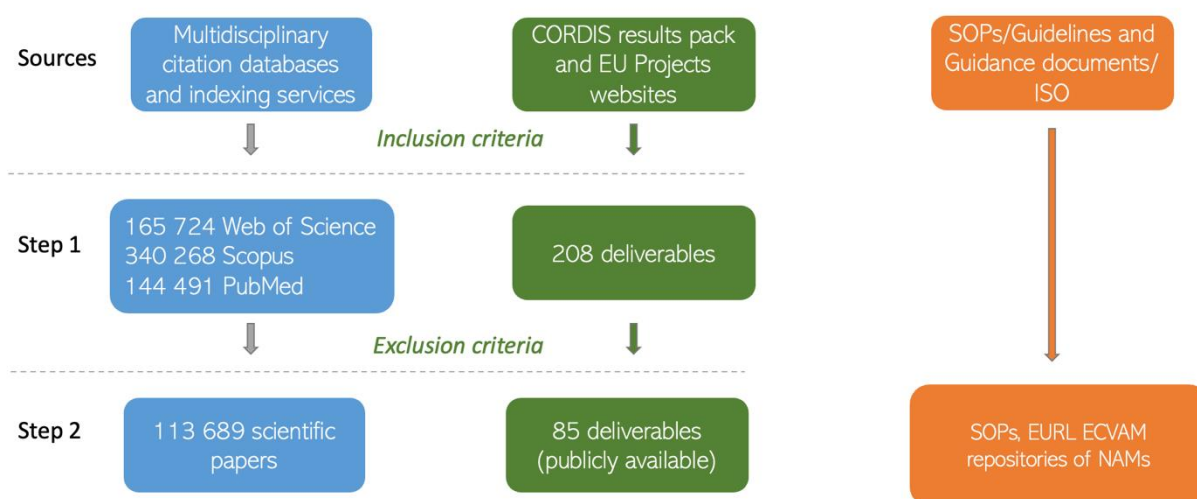 Sources
Multidisciplinary
citation databases
and indexing services
CORDIS results pack
and EU Projects
websites
SOPs/Guidelines and
Guidance documents/
ISO
Inclusion criteria
Step 1
165 724 Web of Science
340 268 Scopus
144 491 PubMed
208 deliverables
Exclusion criteria
Step 2
113 689 scientific
papers
85 deliverables
(publicly available)
SOPs, EURL ECVAM
repositories of NAMs